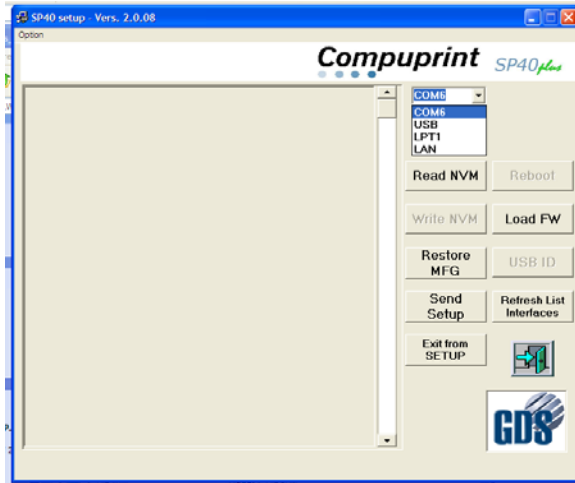 SP40 setup - Vers. 2.0.08
Option
Compuprint SP40plus
COM6
COM6
USB
LPT1
LAN
Read NVM
Reboot
Write NVM
Load FW
Restore
MFG
USB ID
Send
Setup
Refresh List
Interfaces
Exit from
SETUP
GDS